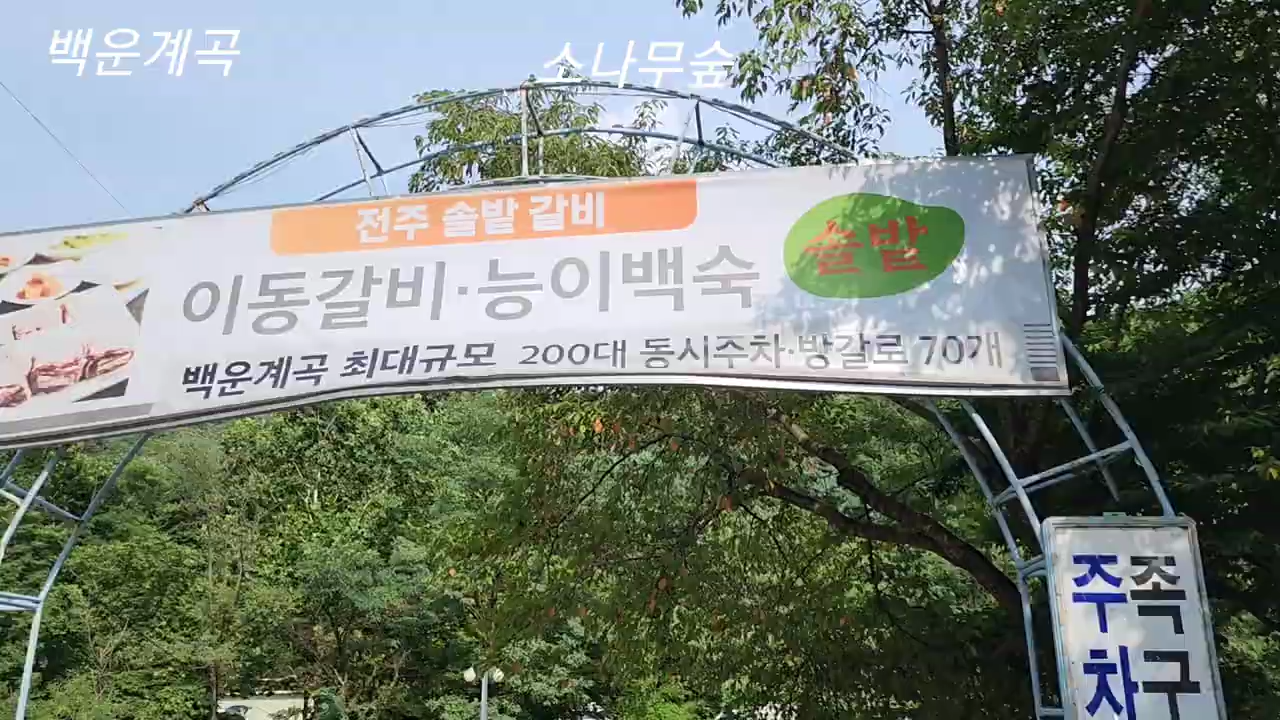 백운계곡
소나무숲
전주 솔밭 갈비
이동갈비·능이백숙
솔밭
백운계곡 최대규모 200대 동시주차·방갈로 70개
주차
족구